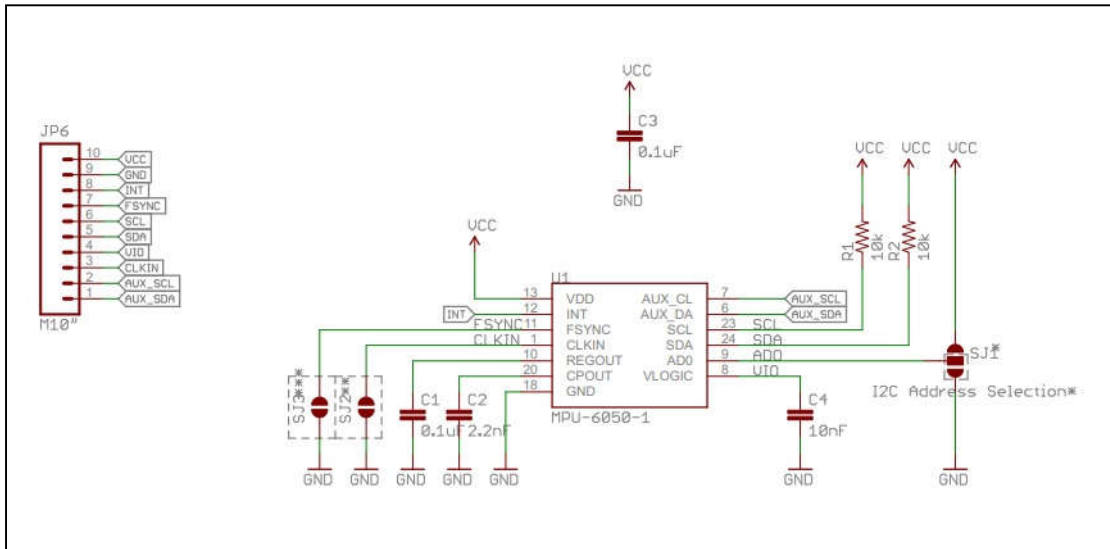 VCC
C3
0.1uF
GND
JP6
10 VCC
9 GND
8 INT
7 FSYNC
6 SCL
5 SDA
4 VIO
3 CLKIN
2 AUX_SCL
1 AUX_SDA
M10"
VCC
VCC
VCC
VCC
R1
10k
R2
10k
U1
13 VDD
INT 12 INT
FSYNC 11 FSYNC
CLKIN 1 CLKIN
10 REGOUT
20 CPOUT
18 GND
AUX_CL 7 AUX_SCL
AUX_DA 6 AUX_SDA
SCL 23 SCL
SDA 24 SDA
AD0 9 AD0
VLOGIC 8 VIO
MPU-6050-1
SJ1*
I2C Address Selection*
SJ3***
SJ2**
C1
0.1uF
C2
2.2nF
C4
10nF
GND
GND
GND
GND
GND
GND
GND